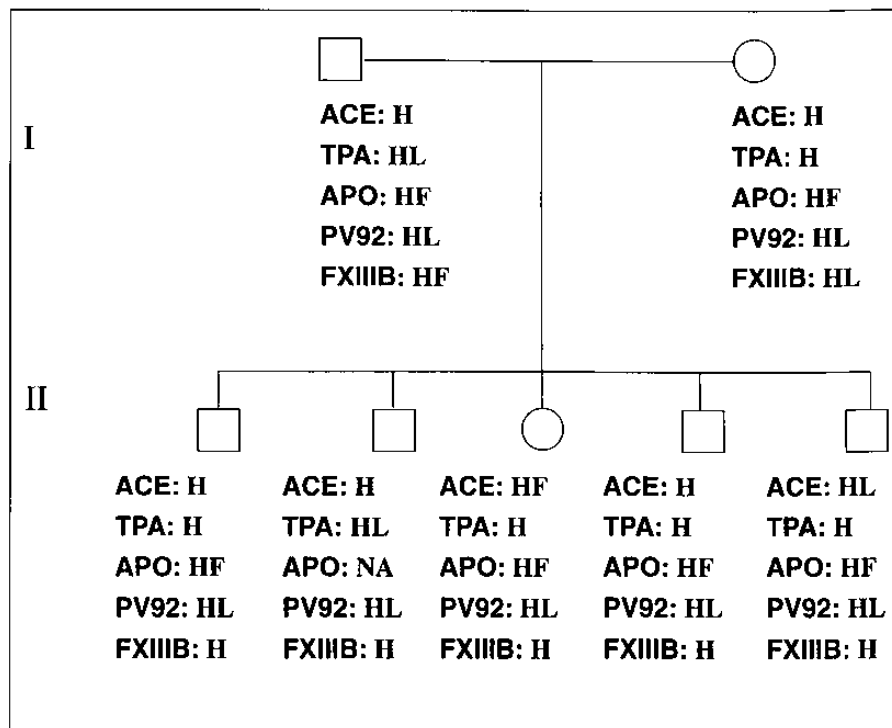 I
ACE: H
TPA: HL
APO: HF
PV92: HL
FXIIIB: HF
ACE: H
TPA: H
APO: HF
PV92: HL
FXIIIB: HL
II
ACE: H
TPA: H
APO: HF
PV92: HL
FXIIIB: H
ACE: H
TPA: HL
APO: NA
PV92: HL
FXIIIB: H
ACE: HF
TPA: H
APO: HF
PV92: HL
FXIIIB: H
ACE: H
TPA: H
APO: HF
PV92: HL
FXIIIB: H
ACE: HL
TPA: H
APO: HF
PV92: HL
FXIIIB: H